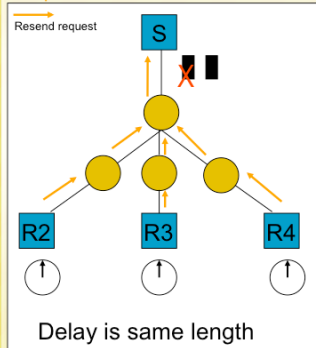 Resend request
S
X
R2
R3
R4
Delay is same length